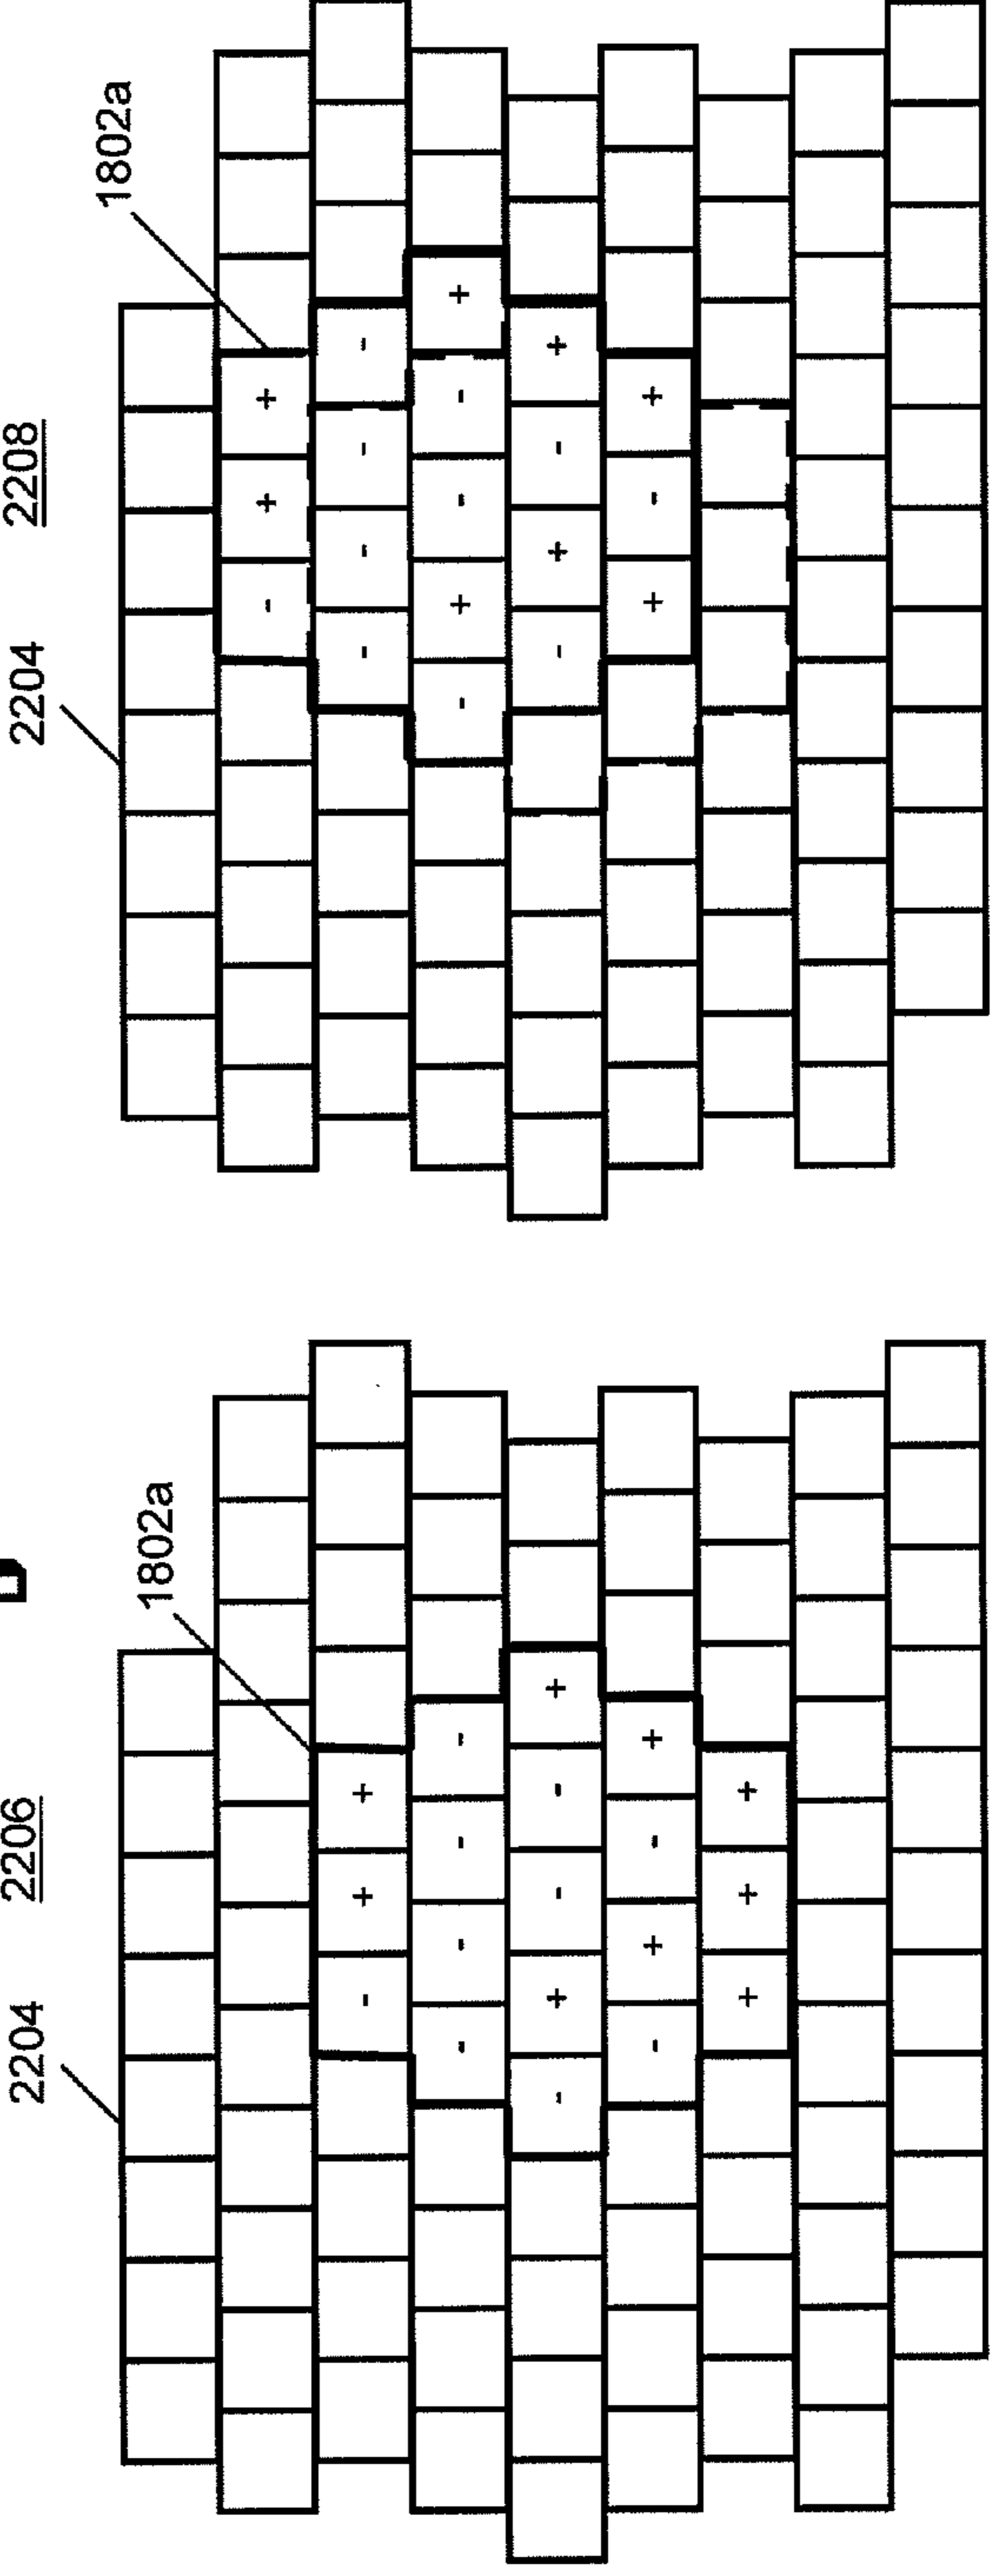 2206
2204
1802a
- + +
- - - -
- + - - +
- + - +
+ + +
2208
2204
1802a
- + +
- - - -
- + - - +
- + - +
+ - +